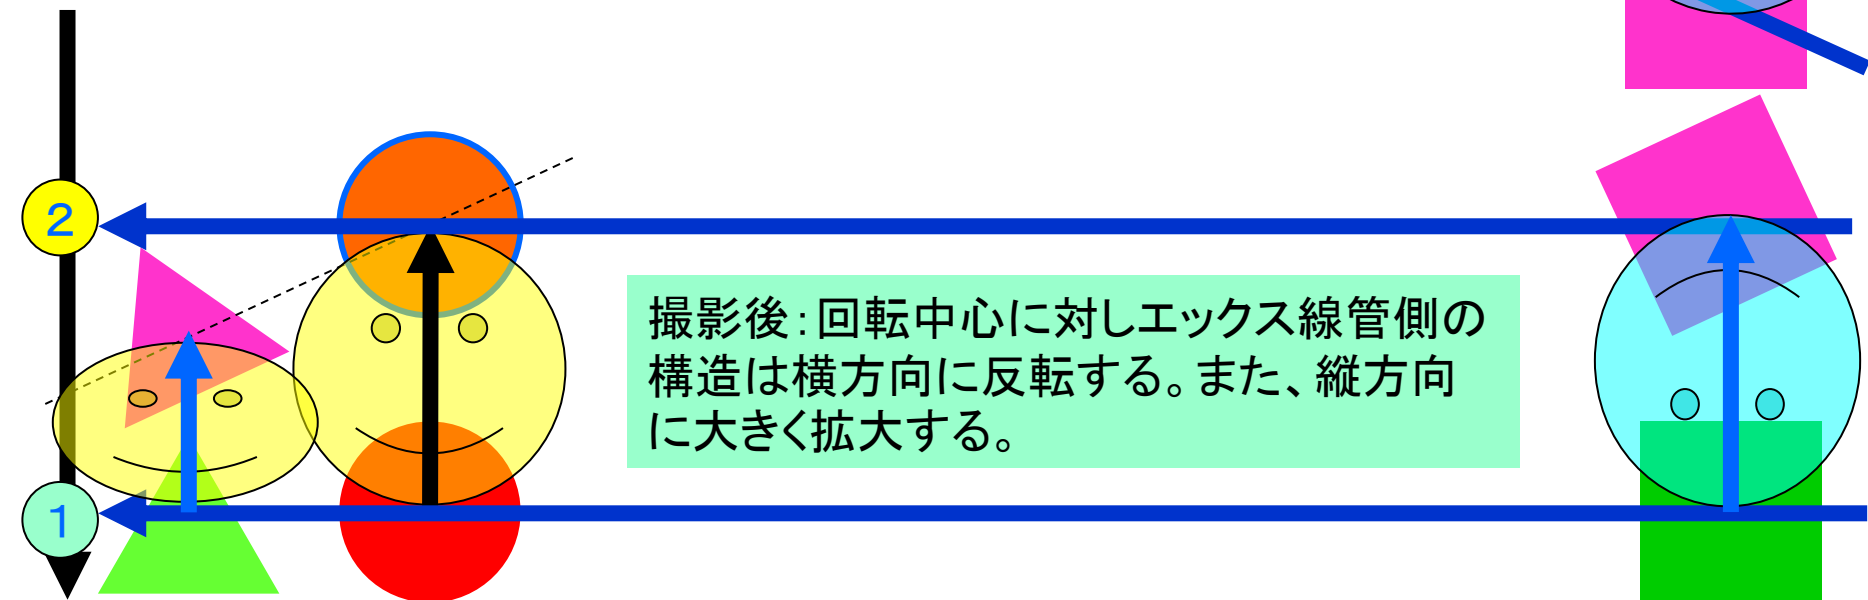 2
撮影後：回転中心に対しエックス線管側の
構造は横方向に反転する。また、縦方向
に大きく拡大する。
1